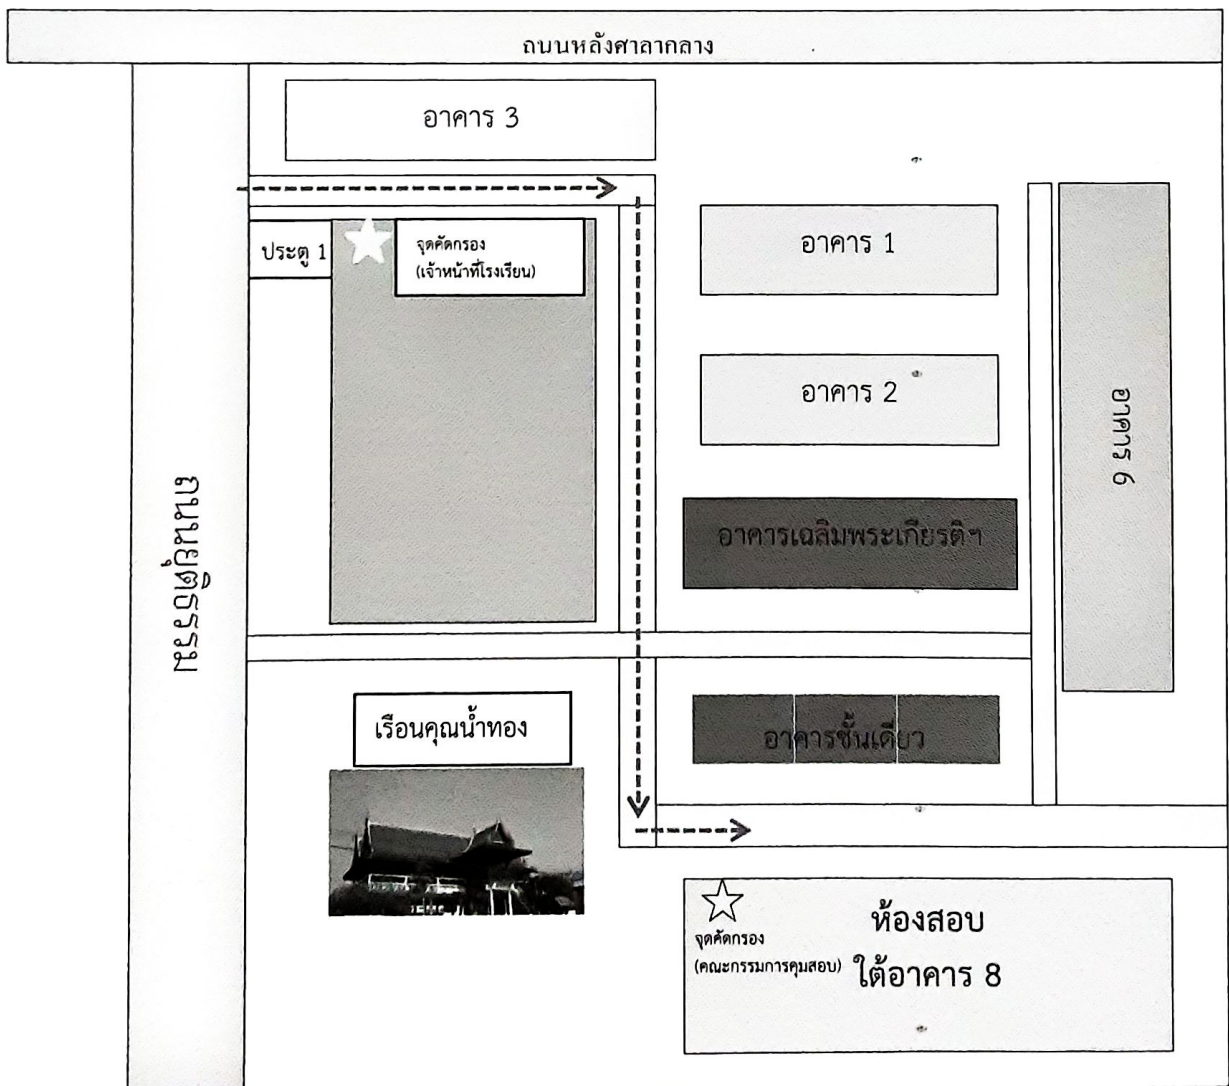 ถนนหลังศาลากลาง
อาคาร 3
ประตู 1
จุดคัดกรอง
(เจ้าหน้าที่โรงเรียน)
อาคาร 1
อาคาร 2
อาคาร 6
อาคารเฉลิมพระเกียรติฯ
ถนนยุติธรรม
เรือนคุณน้ำทอง
อาคารชั้นเดียว
จุดคัดกรอง
(คณะกรรมการคุมสอบ)
ห้องสอบ
ใต้อาคาร 8